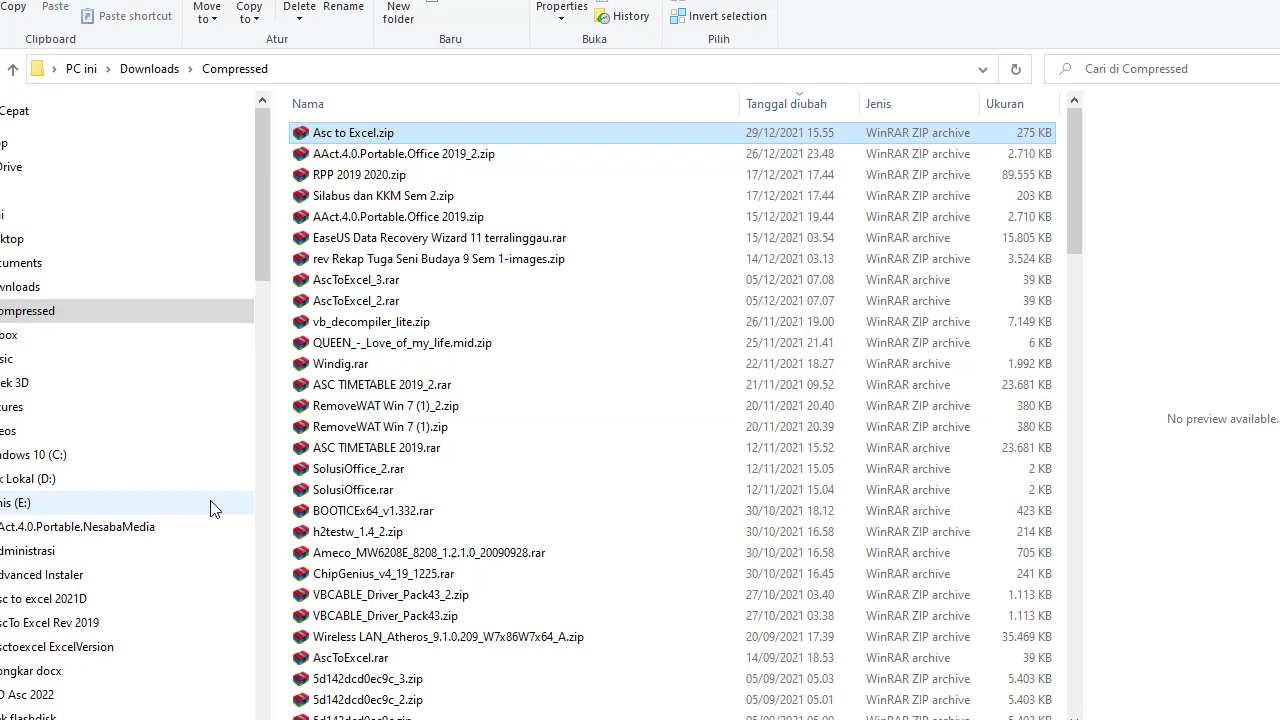 Copy Paste Paste shortcut Move to Copy to Delete Rename New folder Properties History Invert selection
Clipboard Atur Baru Buka Pilih
PC ini Downloads Compressed Cari di Compressed
Nama Tanggal diubah Jenis Ukuran
Asc to Excel.zip 29/12/2021 15.55 WinRAR ZIP archive 275 KB
AAct.4.0.Portable.Office 2019_2.zip 26/12/2021 23.48 WinRAR ZIP archive 2.710 KB
RPP 2019 2020.zip 17/12/2021 17.44 WinRAR ZIP archive 89.555 KB
Silabus dan KKM Sem 2.zip 17/12/2021 17.44 WinRAR ZIP archive 203 KB
AAct.4.0.Portable.Office 2019.zip 15/12/2021 19.44 WinRAR ZIP archive 2.710 KB
EaseUS Data Recovery Wizard 11 terralinggau.rar 15/12/2021 03.54 WinRAR archive 15.805 KB
rev Rekap Tuga Seni Budaya 9 Sem 1-images.zip 14/12/2021 03.13 WinRAR ZIP archive 3.524 KB
AscToExcel_3.rar 05/12/2021 07.08 WinRAR archive 39 KB
AscToExcel_2.rar 05/12/2021 07.07 WinRAR archive 39 KB
vb_decompiler_lite.zip 26/11/2021 19.00 WinRAR ZIP archive 7.149 KB
QUEEN_-_Love_of_my_life.mid.zip 25/11/2021 21.41 WinRAR ZIP archive 6 KB
Windig.rar 22/11/2021 18.27 WinRAR archive 1.992 KB
ASC TIMETABLE 2019_2.rar 21/11/2021 09.52 WinRAR archive 23.681 KB
RemoveWAT Win 7 (1)_2.zip 20/11/2021 20.40 WinRAR ZIP archive 380 KB
RemoveWAT Win 7 (1).zip 20/11/2021 20.39 WinRAR ZIP archive 380 KB
ASC TIMETABLE 2019.rar 12/11/2021 15.52 WinRAR archive 23.681 KB
SolusiOffice_2.rar 12/11/2021 15.05 WinRAR archive 2 KB
SolusiOffice.rar 12/11/2021 15.04 WinRAR archive 2 KB
BOOTICEx64_v1.332.rar 30/10/2021 18.12 WinRAR archive 423 KB
h2testw_1.4_2.zip 30/10/2021 16.58 WinRAR ZIP archive 214 KB
Ameco_MW6208E_8208_1.2.1.0_20090928.rar 30/10/2021 16.58 WinRAR archive 705 KB
ChipGenius_v4_19_1225.rar 30/10/2021 16.45 WinRAR archive 241 KB
VBCABLE_Driver_Pack43_2.zip 27/10/2021 03.40 WinRAR ZIP archive 1.113 KB
VBCABLE_Driver_Pack43.zip 27/10/2021 03.38 WinRAR ZIP archive 1.113 KB
Wireless LAN_Atheros_9.1.0.209_W7x86W7x64_A.zip 20/09/2021 17.39 WinRAR ZIP archive 35.469 KB
AscToExcel.rar 14/09/2021 18.53 WinRAR archive 39 KB
5d142dcd0ec9c_3.zip 05/09/2021 05.03 WinRAR ZIP archive 5.403 KB
5d142dcd0ec9c_2.zip 05/09/2021 05.01 WinRAR ZIP archive 5.403 KB
5d142dcd0ec9c.zip 05/09/2021 05.00 WinRAR ZIP archive 5.403 KB
Cepat
p
Drive
i
ktop
uments
wnloads
ompressed
box
sic
ek 3D
tures
eos
ndows 10 (C:)
k Lokal (D:)
nis (E:)
Act.4.0.Portable.NesabaMedia
dministrasi
dvanced Instaler
sc to excel 2021D
scTo Excel Rev 2019
sctoexcel ExcelVersion
ongkar docx
O Asc 2022
k flashdisk
No preview available.